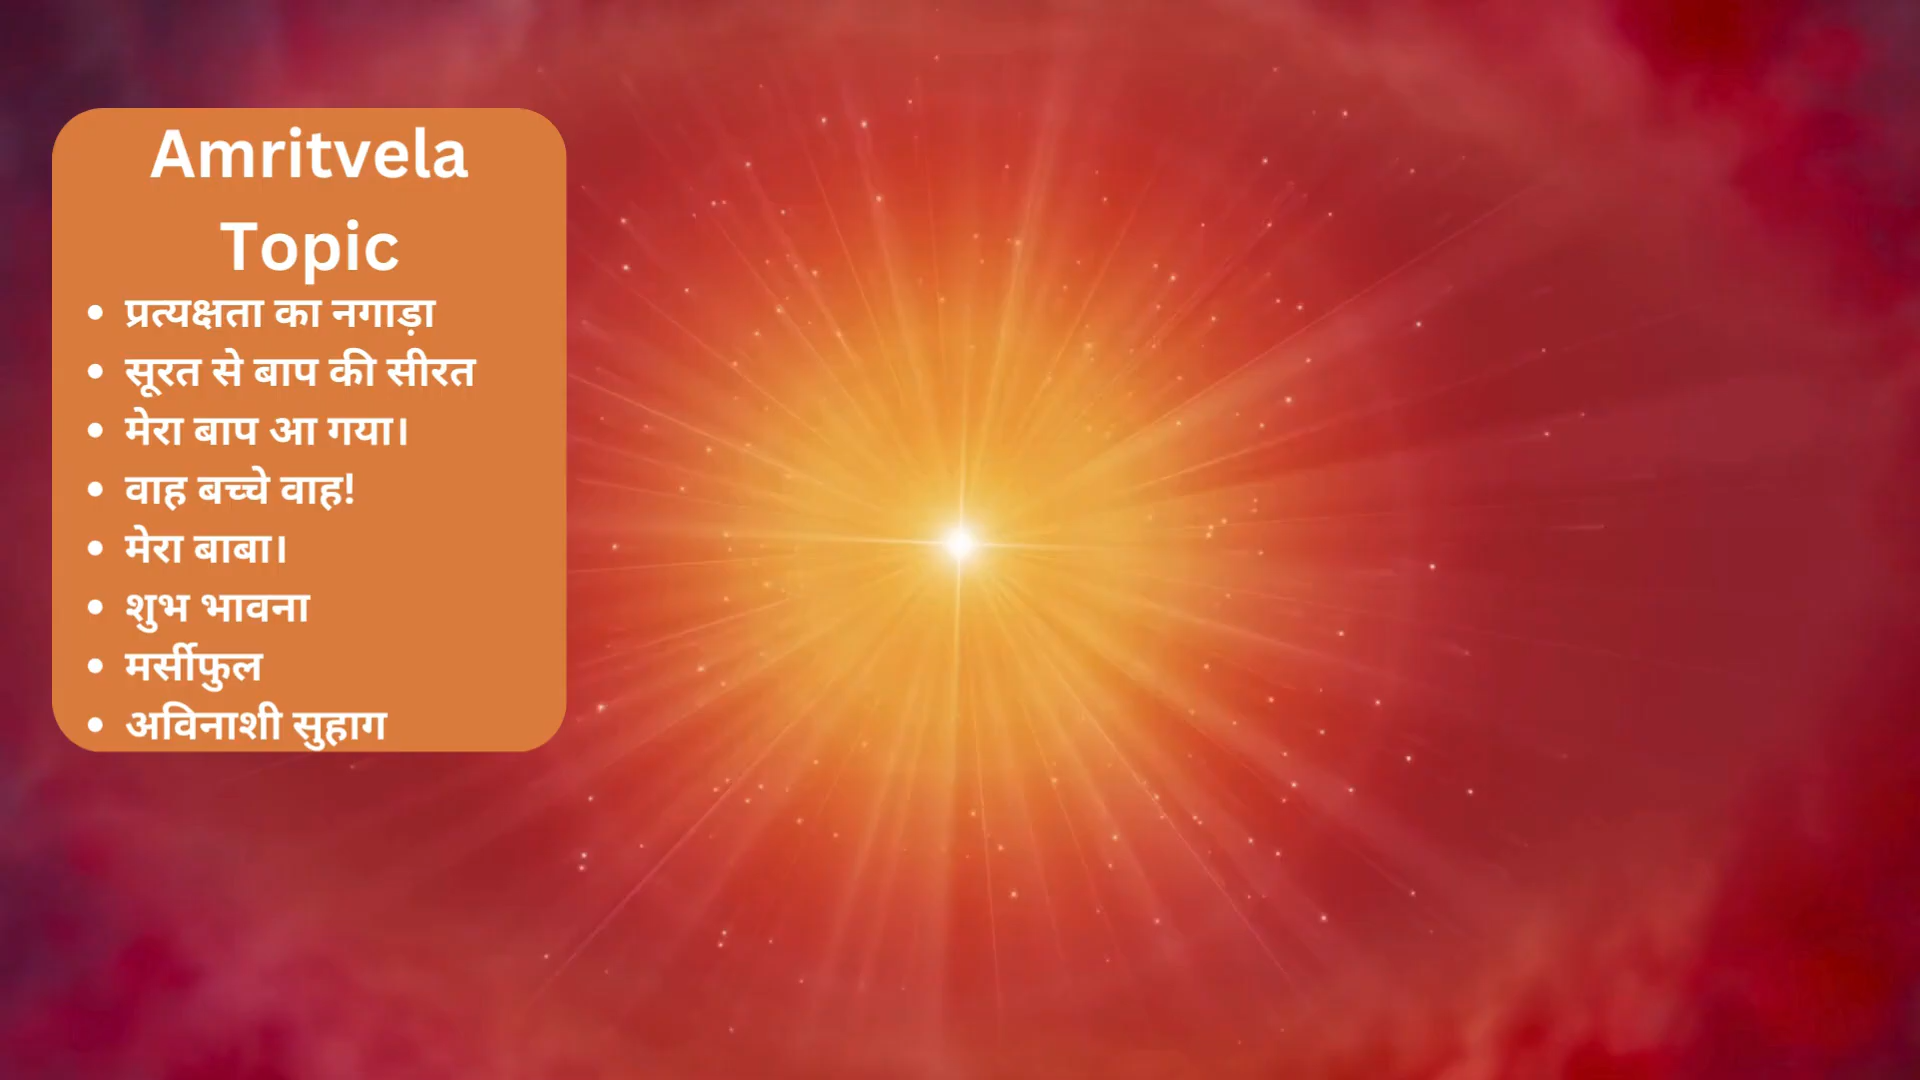 Amritvela
Topic
• प्रत्यक्षता का नगाड़ा
• सूरत से बाप की सीरत
• मेरा बाप आ गया।
• वाह बच्चे वाह!
• मेरा बाबा।
• शुभ भावना
• मर्सीफुल
• अविनाशी सुहाग